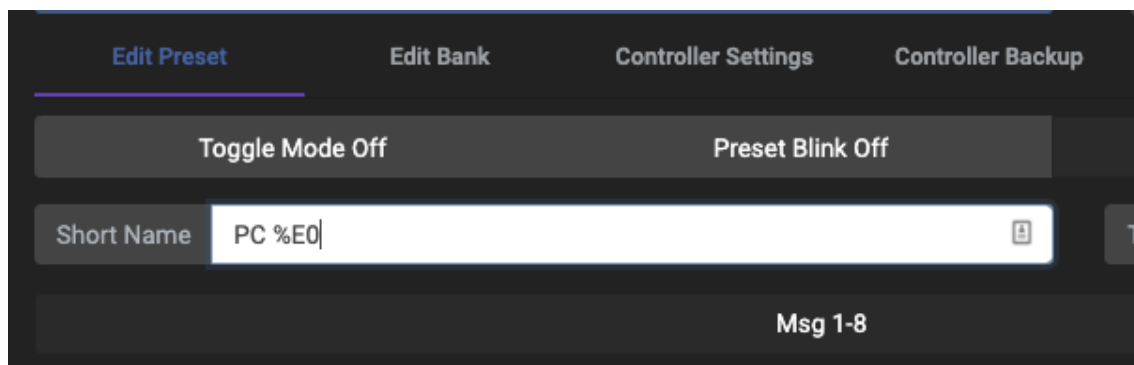 Edit Preset Edit Bank Controller Settings Controller Backup
Toggle Mode Off Preset Blink Off
Short Name PC %E0
Msg 1-8